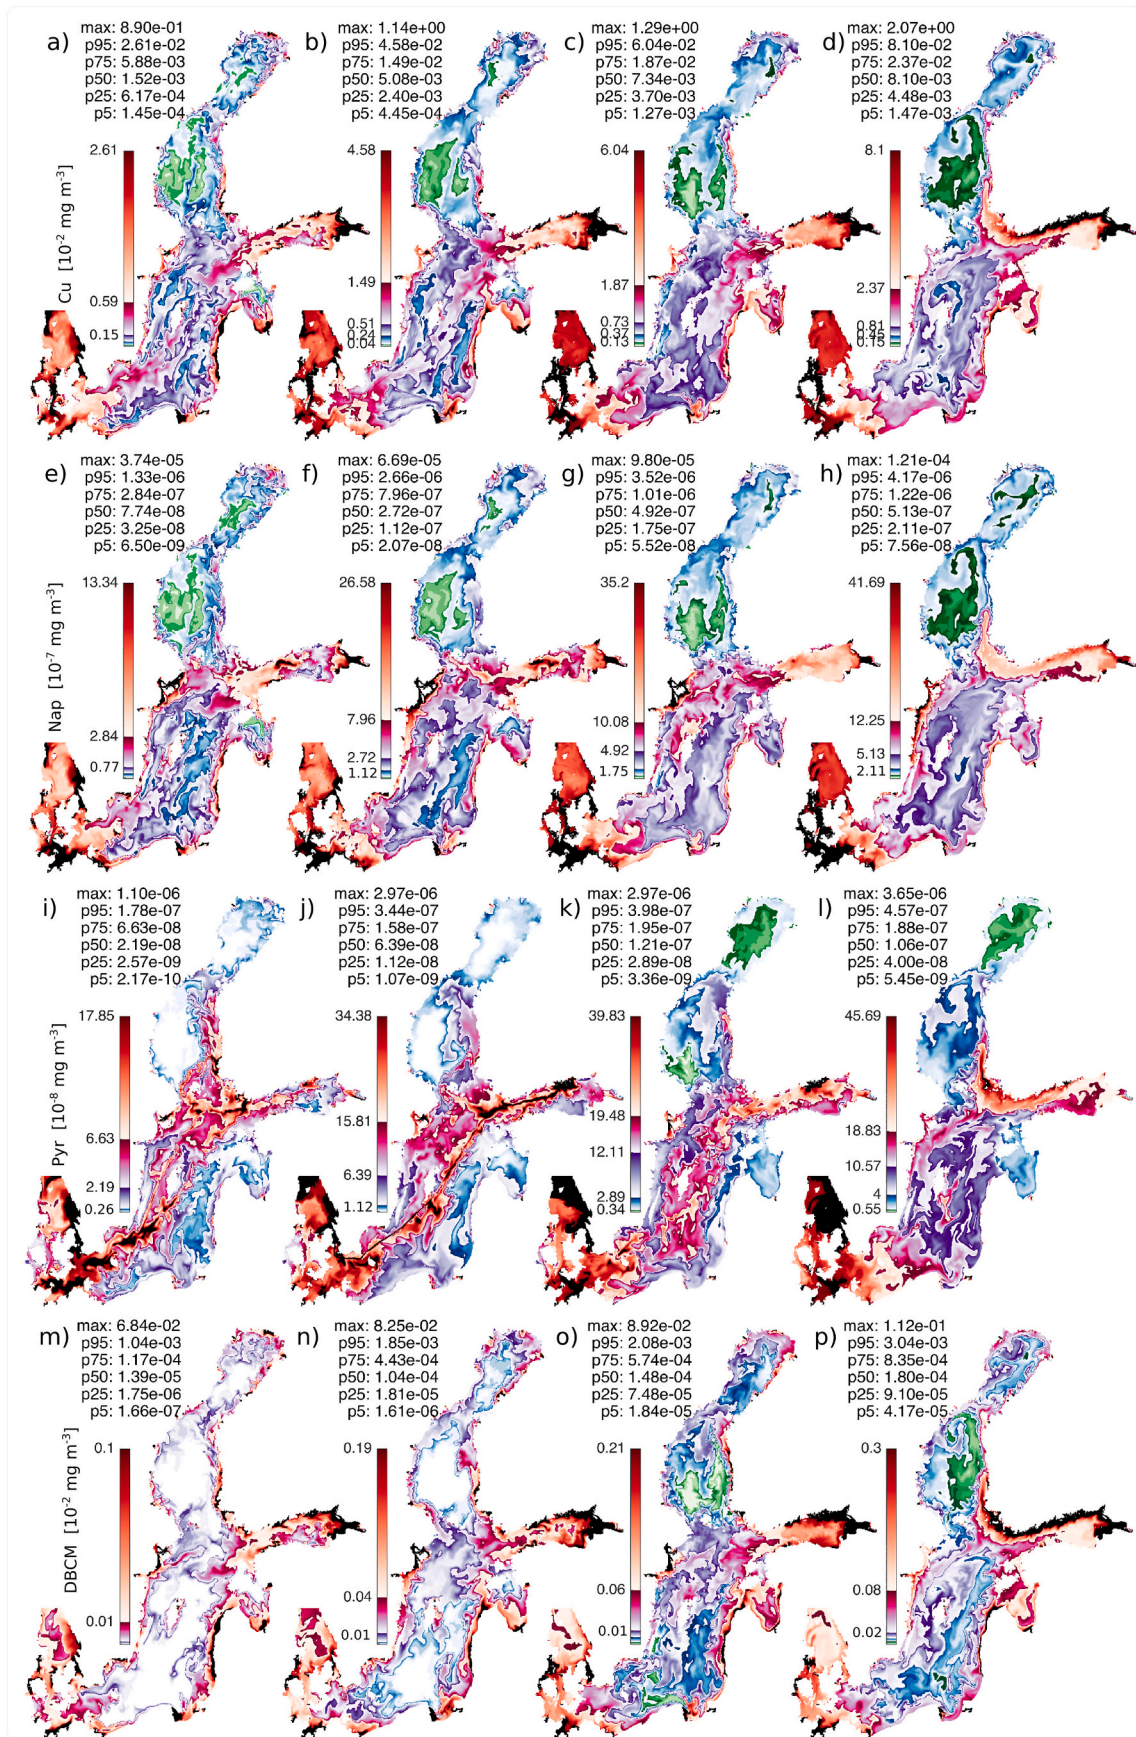 a)
max: 8.90e-01
p95: 2.61e-02
p75: 5.88e-03
p50: 1.52e-03
p25: 6.17e-04
p5: 1.45e-04
b)
max: 1.14e+00
p95: 4.58e-02
p75: 1.49e-02
p50: 5.08e-03
p25: 2.40e-03
p5: 4.45e-04
c)
max: 1.29e+00
p95: 6.04e-02
p75: 1.87e-02
p50: 7.34e-03
p25: 3.70e-03
p5: 1.27e-03
d)
max: 2.07e+00
p95: 8.10e-02
p75: 2.37e-02
p50: 8.10e-03
p25: 4.48e-03
p5: 1.47e-03
Cu [10⁻² mg m⁻³]
2.61
0.59
0.15
4.58
1.49
0.51
0.24
0.04
6.04
1.87
0.73
0.37
0.13
8.1
2.37
0.81
0.45
0.15
e)
max: 3.74e-05
p95: 1.33e-06
p75: 2.84e-07
p50: 7.74e-08
p25: 3.25e-08
p5: 6.50e-09
f)
max: 6.69e-05
p95: 2.66e-06
p75: 7.96e-07
p50: 2.72e-07
p25: 1.12e-07
p5: 2.07e-08
g)
max: 9.80e-05
p95: 3.52e-06
p75: 1.01e-06
p50: 4.92e-07
p25: 1.75e-07
p5: 5.52e-08
h)
max: 1.21e-04
p95: 4.17e-06
p75: 1.22e-06
p50: 5.13e-07
p25: 2.11e-07
p5: 7.56e-08
Nap [10⁻⁷ mg m⁻³]
13.34
2.84
0.77
26.58
7.96
2.72
1.12
35.2
10.08
4.92
1.75
41.69
12.25
5.13
2.11
i)
max: 1.10e-06
p95: 1.78e-07
p75: 6.63e-08
p50: 2.19e-08
p25: 2.57e-09
p5: 2.17e-10
j)
max: 2.97e-06
p95: 3.44e-07
p75: 1.58e-07
p50: 6.39e-08
p25: 1.12e-08
p5: 1.07e-09
k)
max: 2.97e-06
p95: 3.98e-07
p75: 1.95e-07
p50: 1.21e-07
p25: 2.89e-08
p5: 3.36e-09
l)
max: 3.65e-06
p95: 4.57e-07
p75: 1.88e-07
p50: 1.06e-07
p25: 4.00e-08
p5: 5.45e-09
Pyr [10⁻⁸ mg m⁻³]
17.85
6.63
2.19
0.26
34.38
15.81
6.39
1.12
39.83
19.48
12.11
2.89
0.34
45.69
18.83
10.57
4
0.55
m)
max: 6.84e-02
p95: 1.04e-03
p75: 1.17e-04
p50: 1.39e-05
p25: 1.75e-06
p5: 1.66e-07
n)
max: 8.25e-02
p95: 1.85e-03
p75: 4.43e-04
p50: 1.04e-04
p25: 1.81e-05
p5: 1.61e-06
o)
max: 8.92e-02
p95: 2.08e-03
p75: 5.74e-04
p50: 1.48e-04
p25: 7.48e-05
p5: 1.84e-05
p)
max: 1.12e-01
p95: 3.04e-03
p75: 8.35e-04
p50: 1.80e-04
p25: 9.10e-05
p5: 4.17e-05
DBCM [10⁻² mg m⁻³]
0.1
0.01
0.19
0.04
0.01
0.21
0.06
0.01
0.3
0.08
0.02